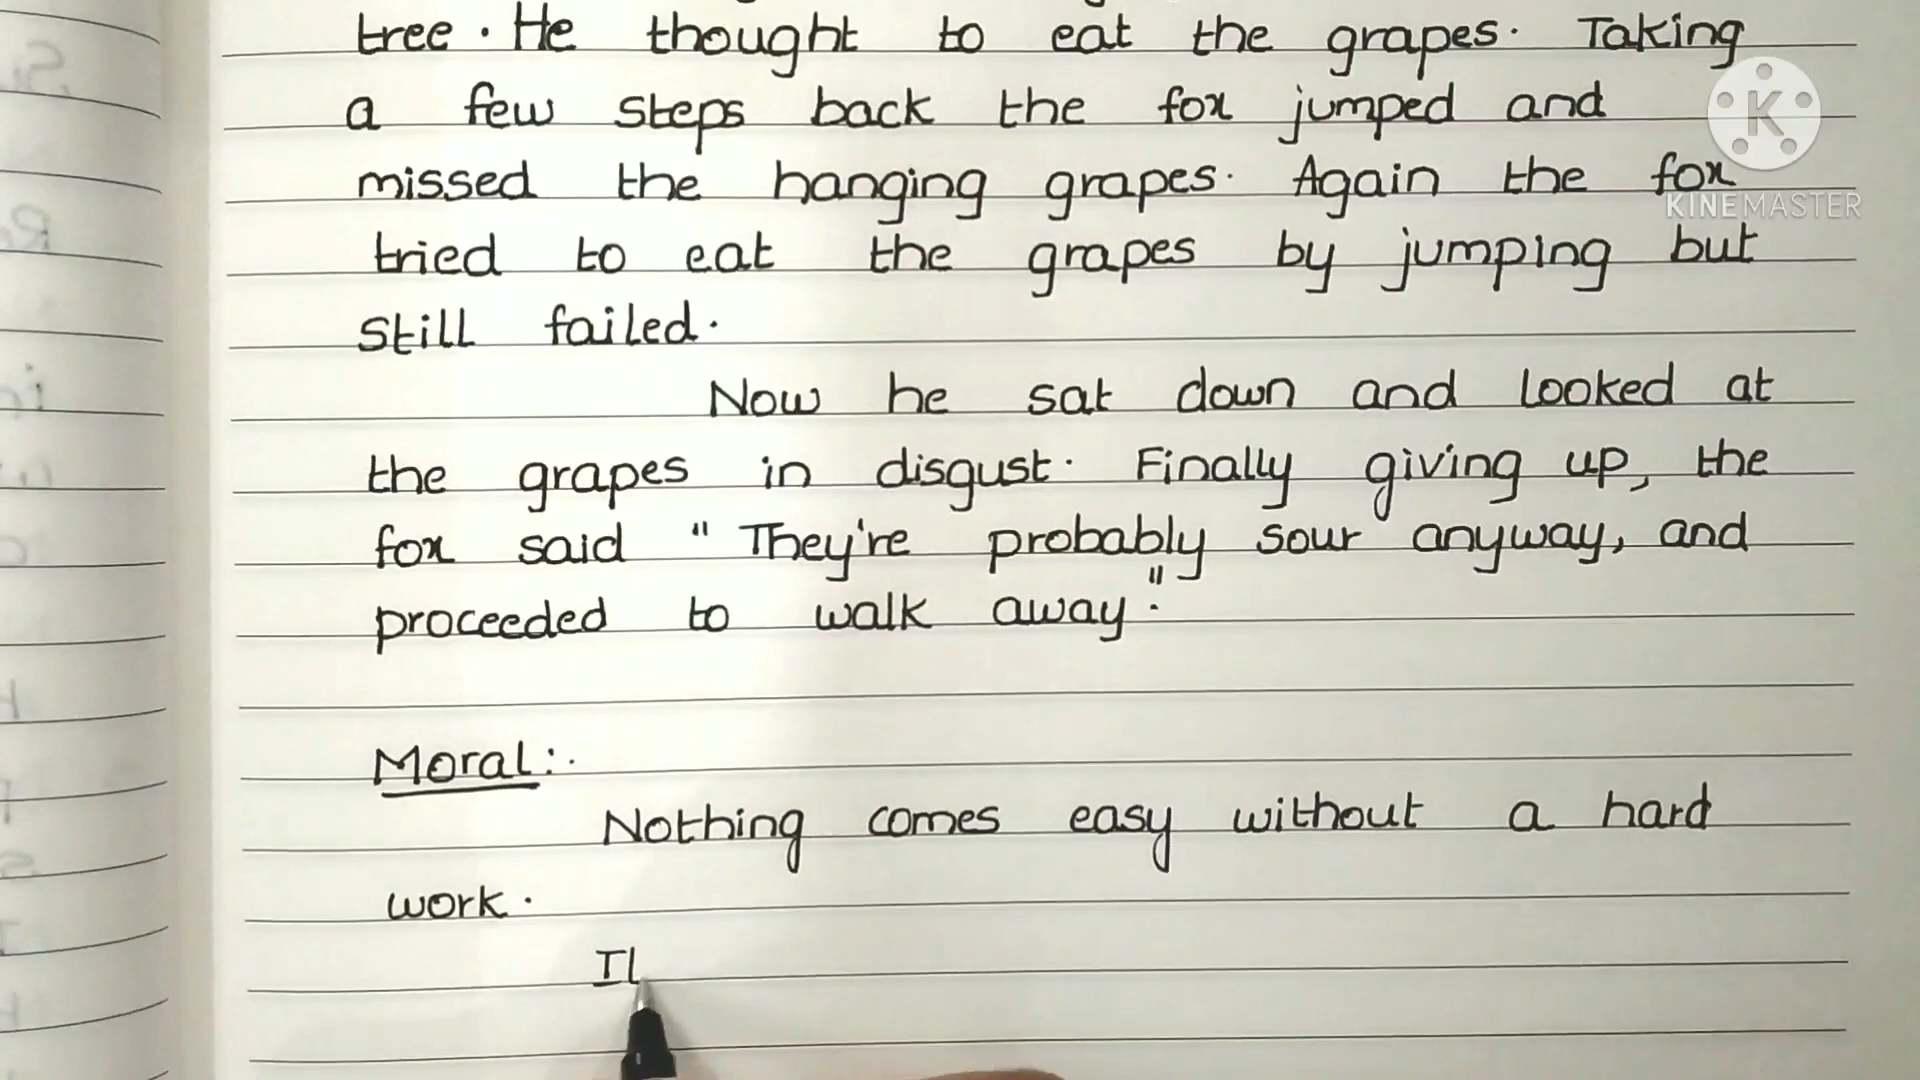 tree. He thought to eat the grapes. Taking
a few steps back the fox jumped and
missed the hanging grapes. Again the fox
tried to eat the grapes by jumping but
still failed.
Now he sat down and looked at
the grapes in disgust. Finally giving up, the
fox said "They're probably sour anyway, and
proceeded to walk away."
Moral:.
Nothing comes easy without a hard
work.
K
KINEMASTER